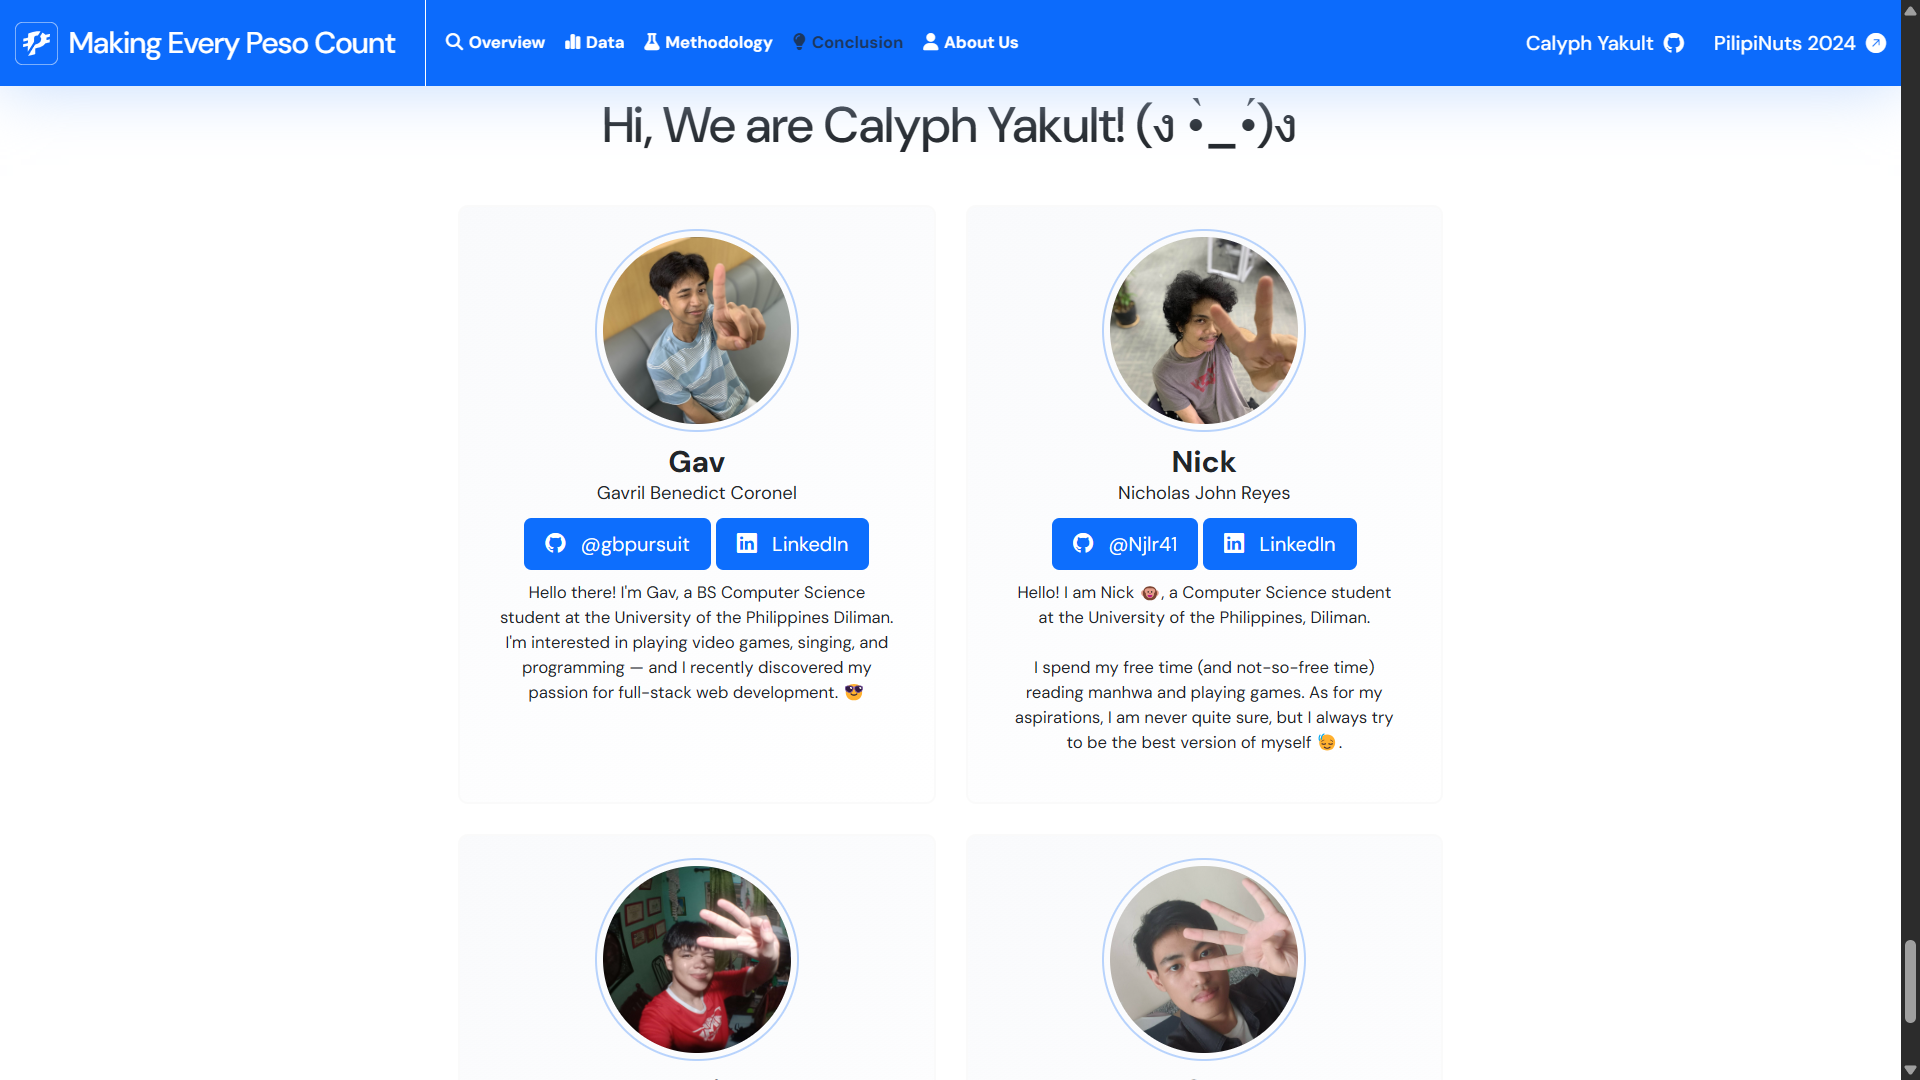 Making Every Peso Count
Overview
Data
Methodology
Conclusion
About Us
Calyph Yakult
PilipiNuts 2024
Hi, We are Calyph Yakult! (ง •̀_•́)ง
Gav
Gavril Benedict Coronel
@gbpursuit
LinkedIn
Hello there! I'm Gav, a BS Computer Science
student at the University of the Philippines Diliman.
I'm interested in playing video games, singing, and
programming — and I recently discovered my
passion for full-stack web development. 😎
Nick
Nicholas John Reyes
@Njlr41
LinkedIn
Hello! I am Nick 🐵, a Computer Science student
at the University of the Philippines, Diliman.
I spend my free time (and not-so-free time)
reading manhwa and playing games. As for my
aspirations, I am never quite sure, but I always try
to be the best version of myself 😓.